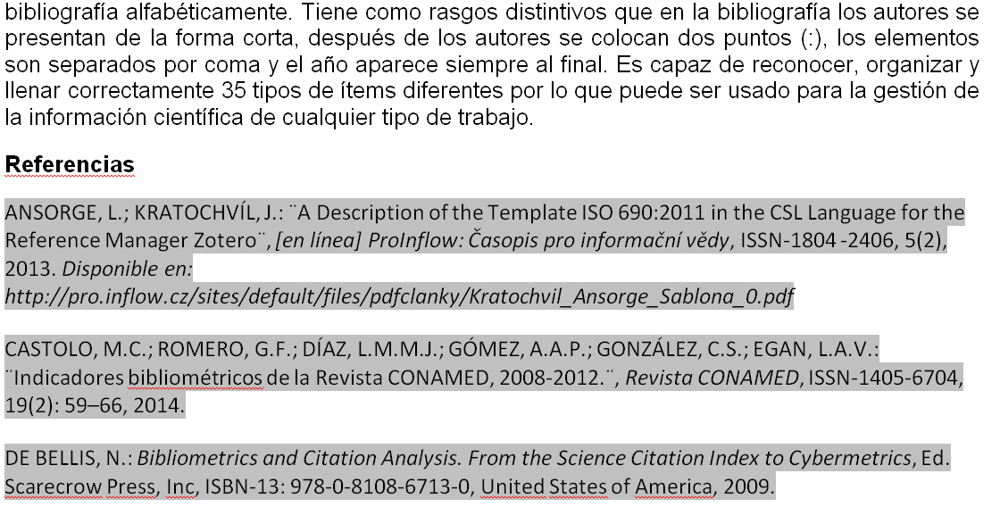 bibliografía alfabéticamente. Tiene como rasgos distintivos que en la bibliografía los autores se
presentan de la forma corta, después de los autores se colocan dos puntos (:), los elementos
son separados por coma y el año aparece siempre al final. Es capaz de reconocer, organizar y
llenar correctamente 35 tipos de ítems diferentes por lo que puede ser usado para la gestión de
la información científica de cualquier tipo de trabajo.
Referencias
ANSORGE, L.; KRATOCHVÍL, J.: ¨A Description of the Template ISO 690:2011 in the CSL Language for the
Reference Manager Zotero¨, [en línea] ProInflow: Časopis pro informační vědy, ISSN-1804 -2406, 5(2),
2013. Disponible en:
http://pro.inflow.cz/sites/default/files/pdfclanky/Kratochvil_Ansorge_Sablona_0.pdf
CASTOLO, M.C.; ROMERO, G.F.; DÍAZ, L.M.M.J.; GÓMEZ, A.A.P.; GONZÁLEZ, C.S.; EGAN, L.A.V.:
¨Indicadores bibliométricos de la Revista CONAMED, 2008-2012.¨, Revista CONAMED, ISSN-1405-6704,
19(2): 59–66, 2014.
DE BELLIS, N.: Bibliometrics and Citation Analysis. From the Science Citation Index to Cybermetrics, Ed.
Scarecrow Press, Inc, ISBN-13: 978-0-8108-6713-0, United States of America, 2009.